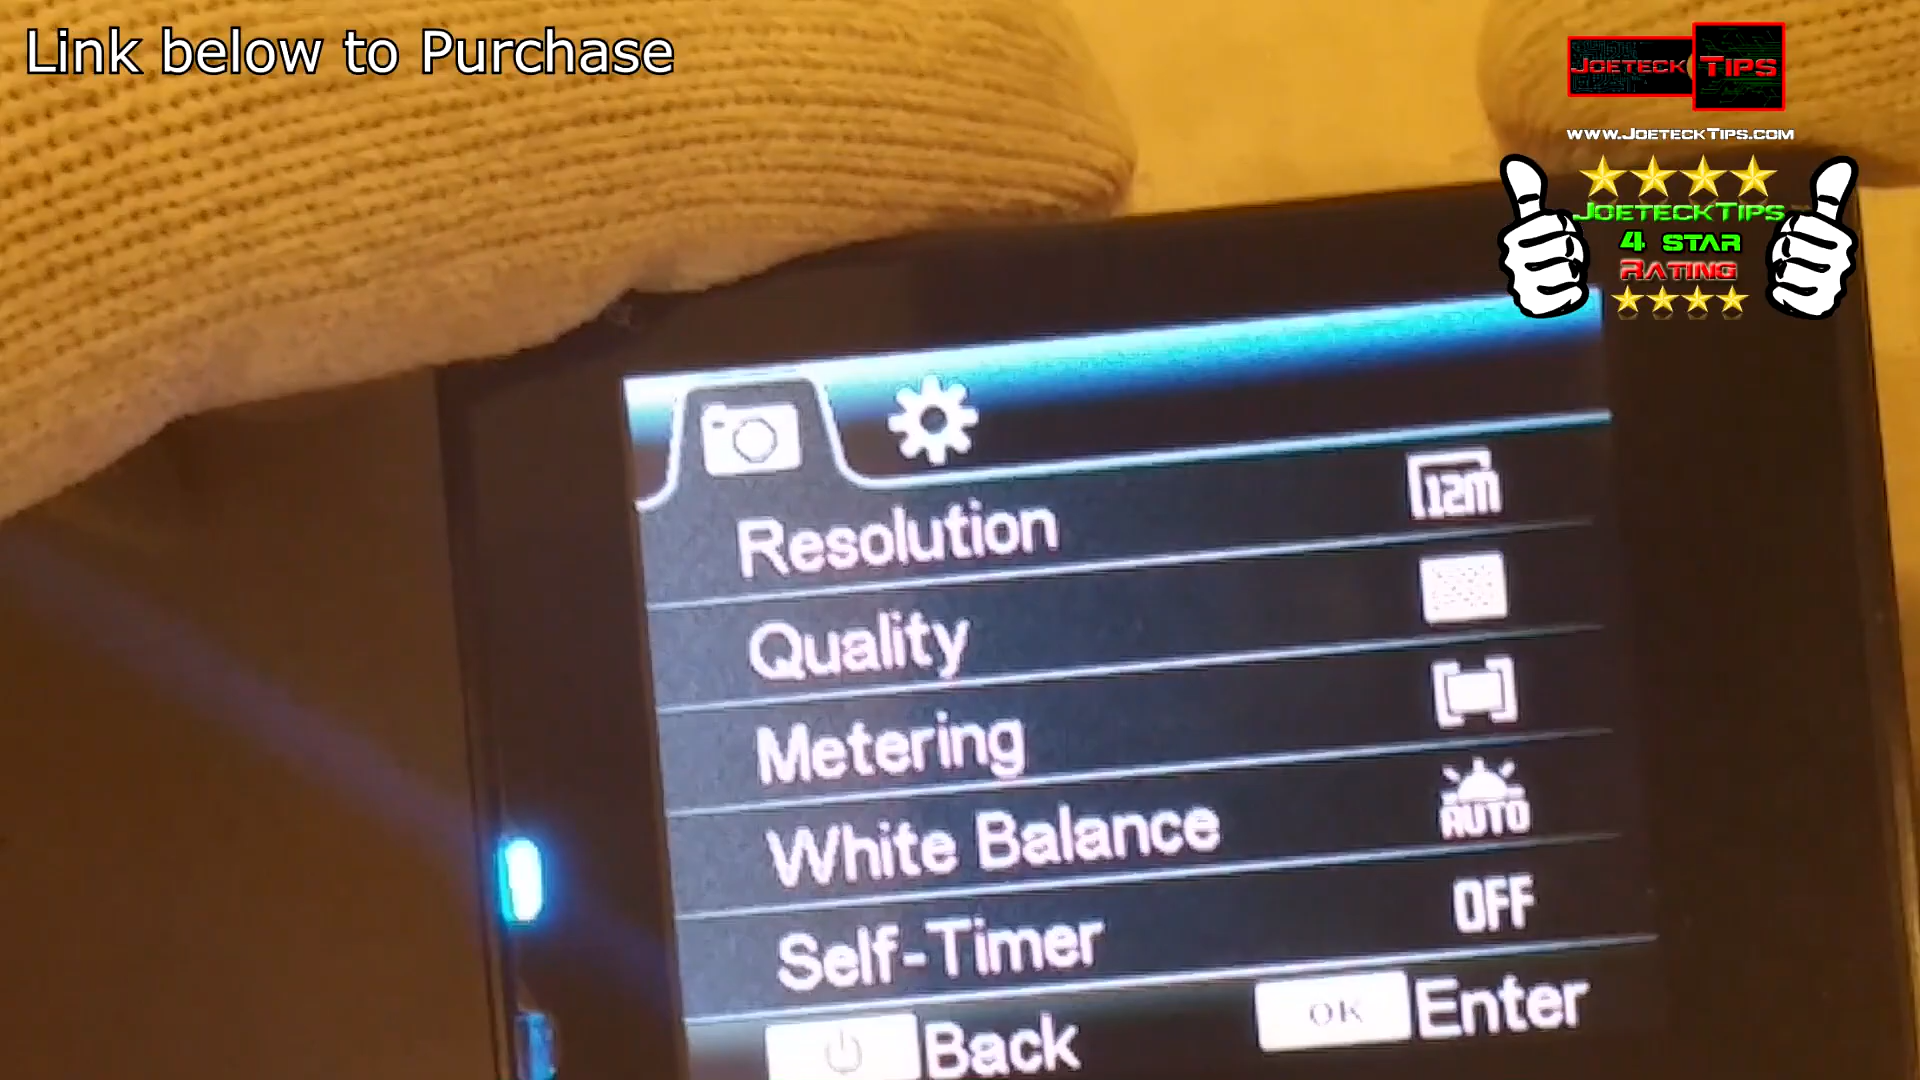 Link below to Purchase
JOETECK TIPS
WWW.JOETECKTIPS.COM
JOETECKTIPS
4 STAR
RATING
Resolution 12M
Quality
Metering
White Balance AUTO
Self-Timer OFF
Back OK Enter